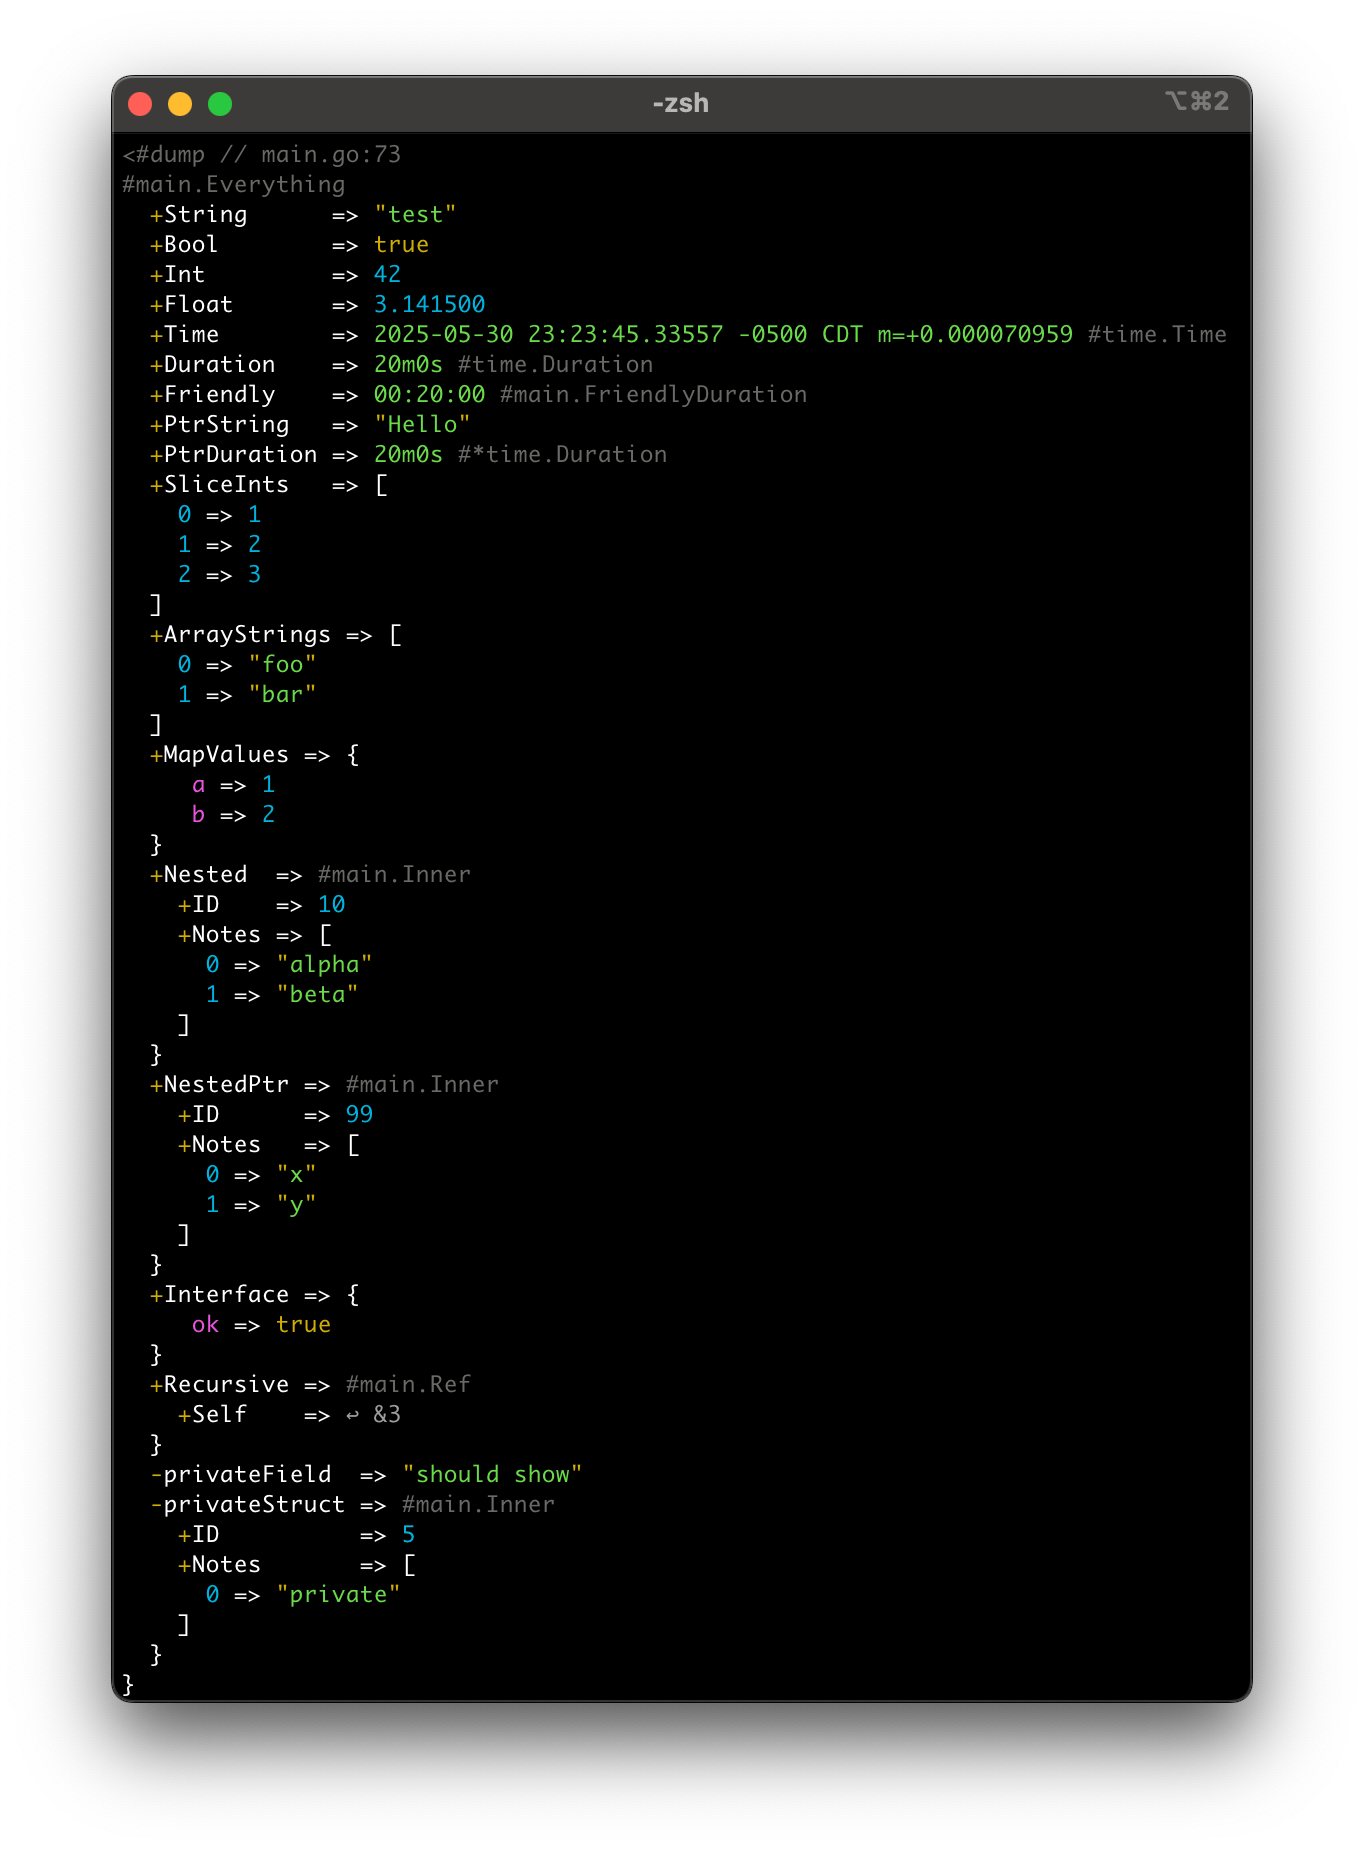 -zsh ⌥⌘2
<#dump // main.go:73
#main.Everything
  +String      => "test"
  +Bool        => true
  +Int         => 42
  +Float       => 3.141500
  +Time        => 2025-05-30 23:23:45.33557 -0500 CDT m=+0.000070959 #time.Time
  +Duration    => 20m0s #time.Duration
  +Friendly    => 00:20:00 #main.FriendlyDuration
  +PtrString   => "Hello"
  +PtrDuration => 20m0s #*time.Duration
  +SliceInts   => [
    0 => 1
    1 => 2
    2 => 3
  ]
  +ArrayStrings => [
    0 => "foo"
    1 => "bar"
  ]
  +MapValues => {
     a => 1
     b => 2
  }
  +Nested  => #main.Inner
    +ID    => 10
    +Notes => [
      0 => "alpha"
      1 => "beta"
    ]
  }
  +NestedPtr => #main.Inner
    +ID      => 99
    +Notes   => [
      0 => "x"
      1 => "y"
    ]
  }
  +Interface => {
     ok => true
  }
  +Recursive => #main.Ref
    +Self    => ↩ &3
  }
  -privateField  => "should show"
  -privateStruct => #main.Inner
    +ID          => 5
    +Notes       => [
      0 => "private"
    ]
  }
}